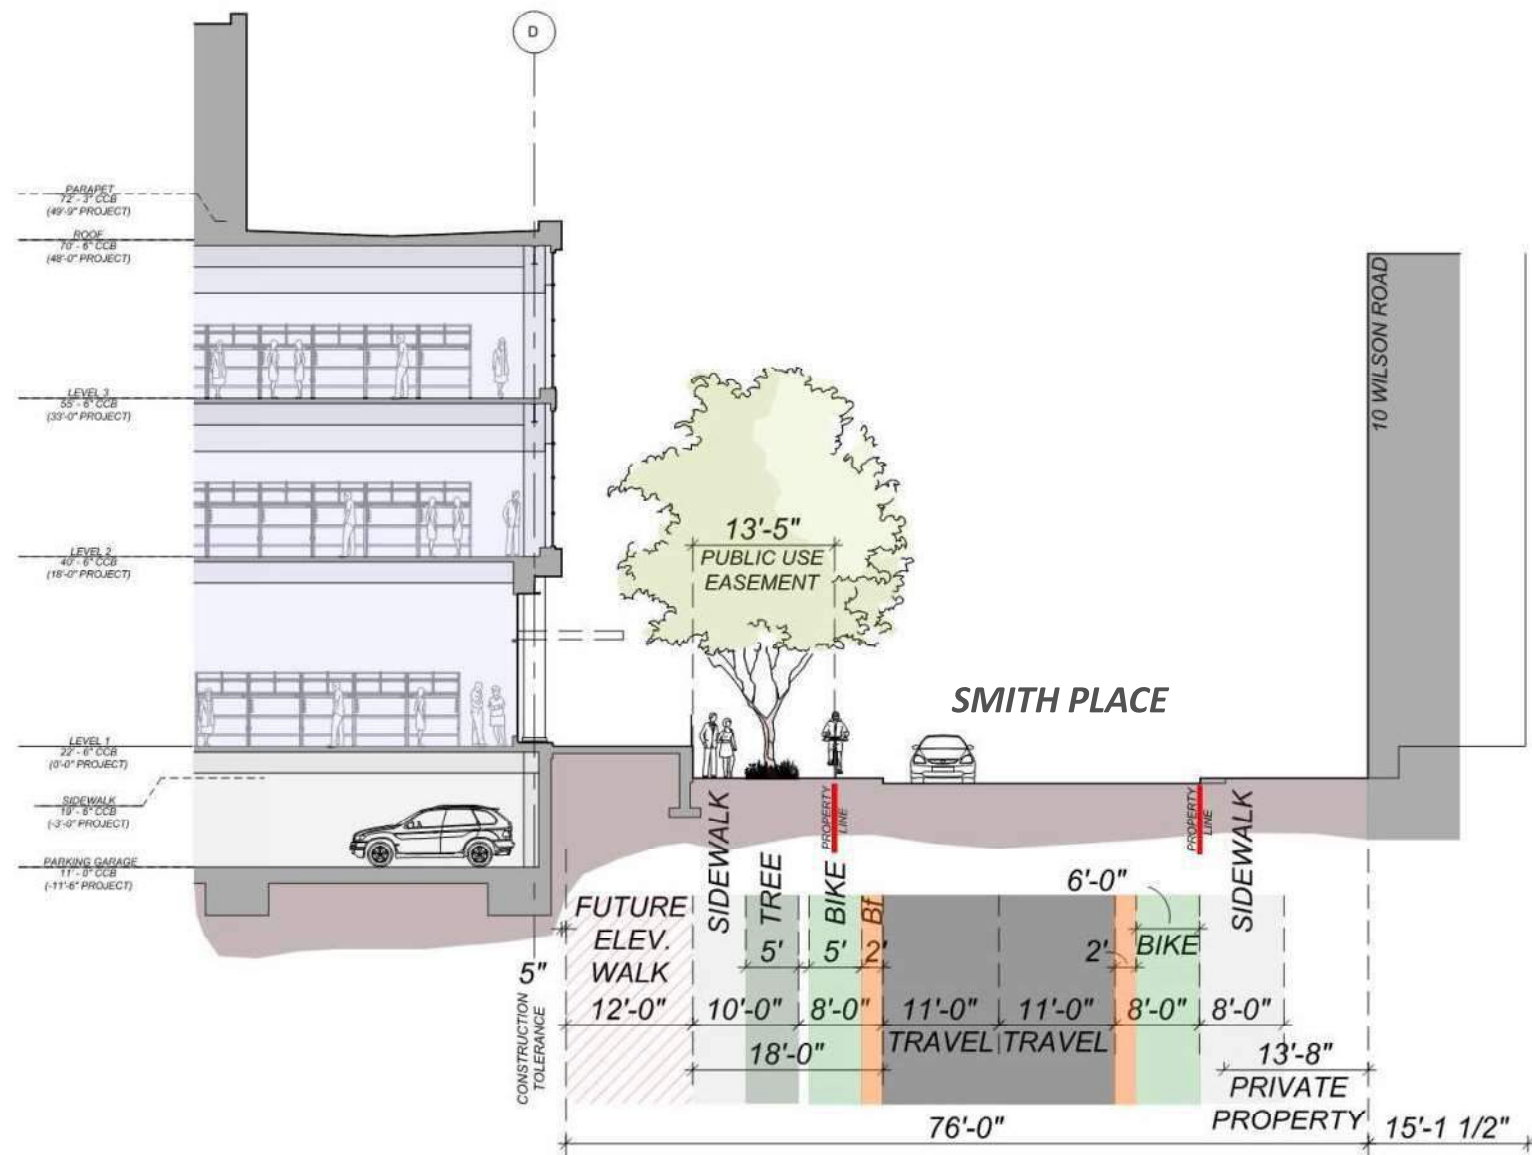 D
PARAPET
72' - 3" CCB
(49'-9" PROJECT)
ROOF
70' - 6" CCB
(48'-0" PROJECT)
LEVEL 3
55' - 6" CCB
(33'-0" PROJECT)
LEVEL 2
40' - 6" CCB
(18'-0" PROJECT)
LEVEL 1
22' - 6" CCB
(0'-0" PROJECT)
SIDEWALK
19' - 6" CCB
(-3'-0" PROJECT)
PARKING GARAGE
11' - 0" CCB
(-11'-6" PROJECT)
13'-5"
PUBLIC USE
EASEMENT
SMITH PLACE
10 WILSON ROAD
PROPERTY
LINE
PROPERTY
LINE
SIDEWALK
TREE
BIKE
Bf
SIDEWALK
6'-0"
BIKE
FUTURE
ELEV.
WALK
5'
5'
2'
2'
5"
CONSTRUCTION
TOLERANCE
12'-0"
10'-0"
8'-0"
11'-0"
11'-0"
8'-0"
8'-0"
TRAVEL
TRAVEL
18'-0"
13'-8"
PRIVATE
PROPERTY
76'-0"
15'-1 1/2"